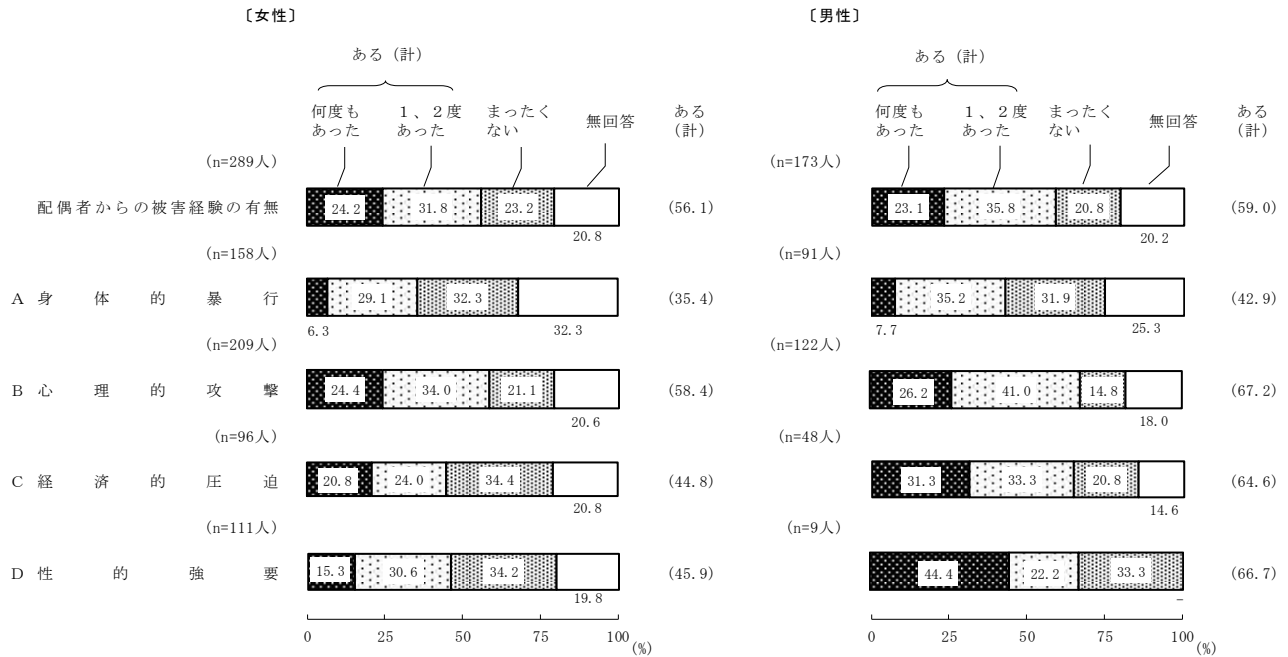 〔女性〕
ある（計）
何度も
あった
１、２度
あった
まったく
ない
無回答
ある
（計）
(n=289人)
配偶者からの被害経験の有無
24.2
31.8
23.2
20.8
(56.1)
(n=158人)
A 身体的暴行
6.3
29.1
32.3
32.3
(35.4)
(n=209人)
B 心理的攻撃
24.4
34.0
21.1
20.6
(58.4)
(n=96人)
C 経済的圧迫
20.8
24.0
34.4
20.8
(44.8)
(n=111人)
D 性的強要
15.3
30.6
34.2
19.8
(45.9)
0 25 50 75 100
(%)
〔男性〕
ある（計）
何度も
あった
１、２度
あった
まったく
ない
無回答
ある
（計）
(n=173人)
23.1
35.8
20.8
20.2
(59.0)
(n=91人)
7.7
35.2
31.9
25.3
(42.9)
(n=122人)
26.2
41.0
14.8
18.0
(67.2)
(n=48人)
31.3
33.3
20.8
14.6
(64.6)
(n=9人)
44.4
22.2
33.3
–
(66.7)
0 25 50 75 100
(%)